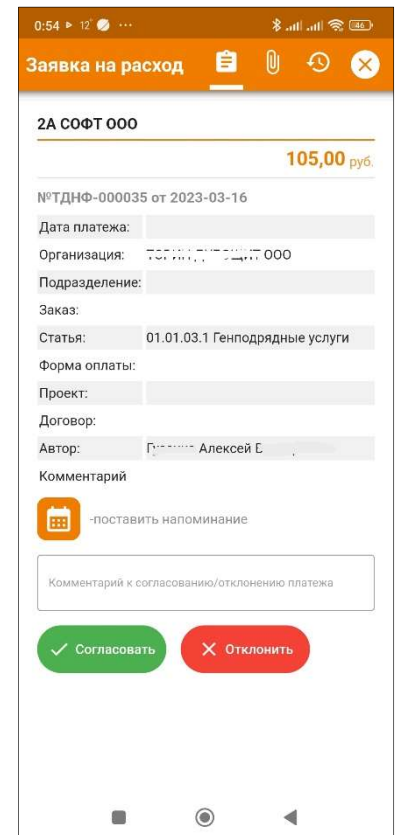 0:54 12° ... 46
Заявка на расход
2А СОФТ ООО
105,00 руб.
№ТДНФ-000035 от 2023-03-16
Дата платежа:
Организация: ООО
Подразделение:
Заказ:
Статья: 01.01.03.1 Генподрядные услуги
Форма оплаты:
Проект:
Договор:
Автор: Алексей
Комментарий
-поставить напоминание
Комментарий к согласованию/отклонению платежа
Согласовать Отклонить